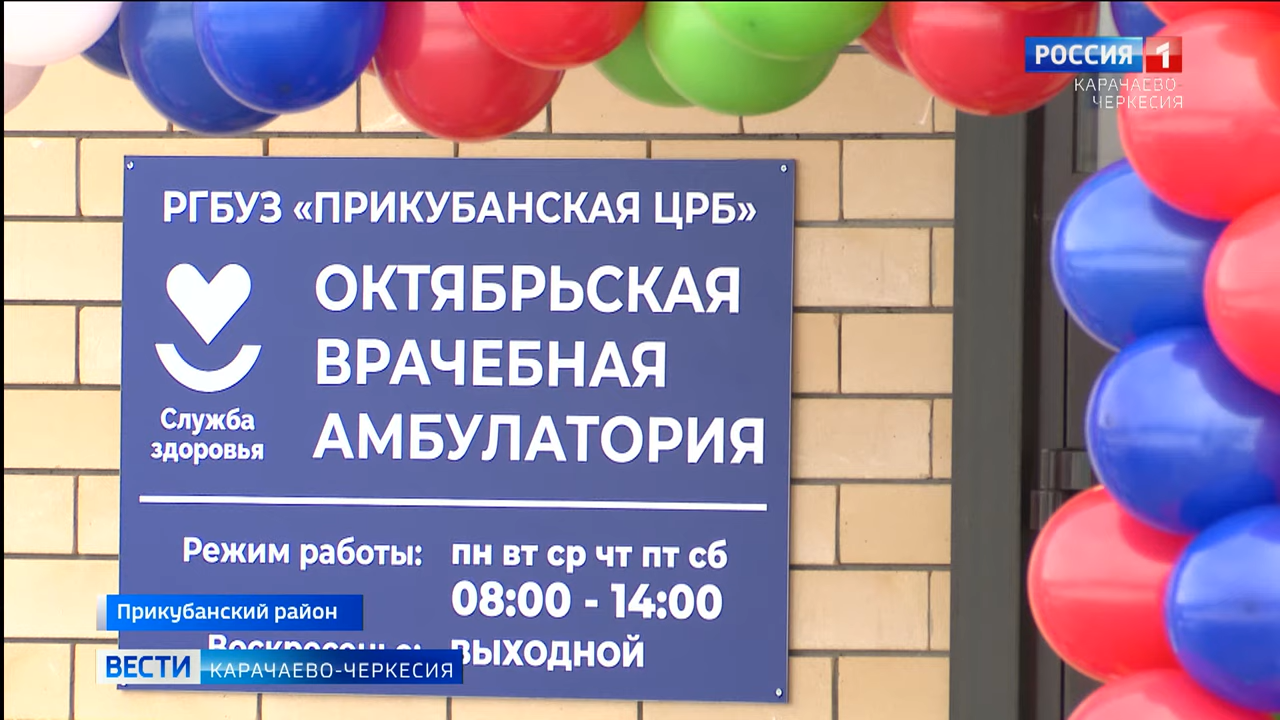 РОССИЯ 1
КАРАЧАЕВО-
ЧЕРКЕСИЯ
РГБУЗ «ПРИКУБАНСКАЯ ЦРБ»
ОКТЯБРЬСКАЯ
ВРАЧЕБНАЯ
АМБУЛАТОРИЯ
Служба
здоровья
Режим работы: пн вт ср чт пт сб
08:00 - 14:00
Воскресенье: выходной
Прикубанский район
ВЕСТИ КАРАЧАЕВО-ЧЕРКЕСИЯ